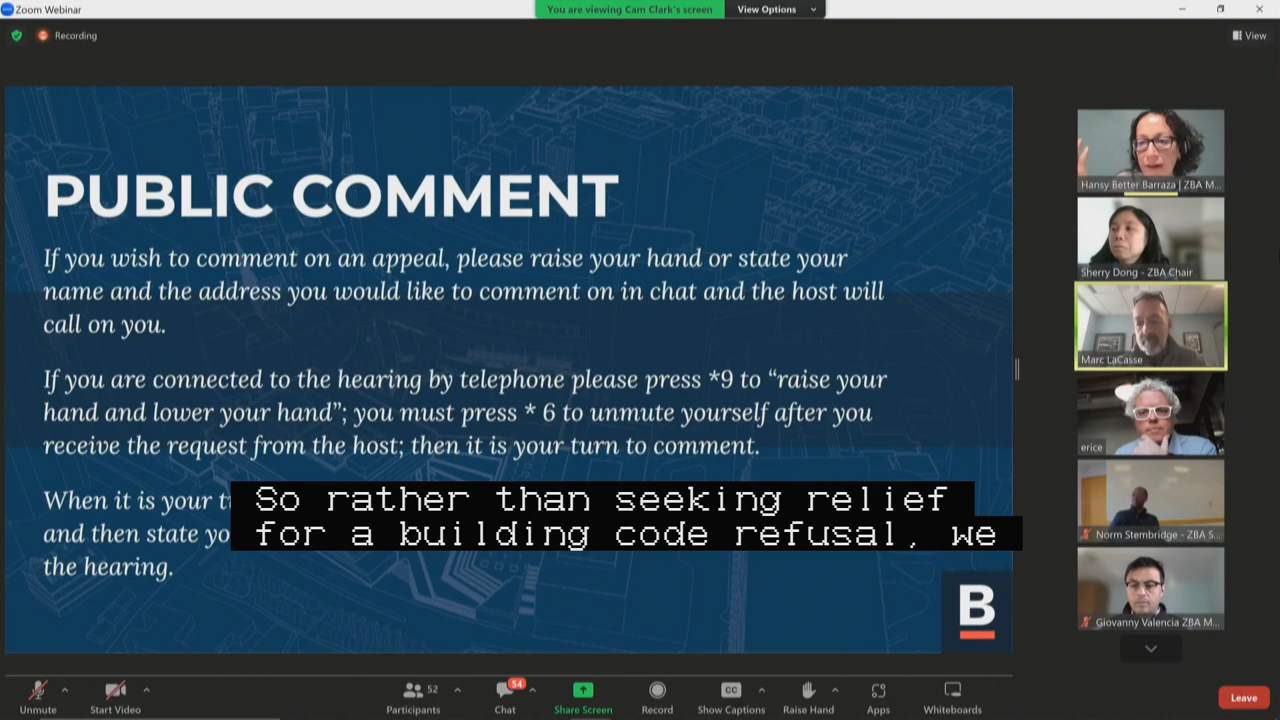 Zoom Webinar
You are viewing Cam Clark's screen
View Options
Recording
View
PUBLIC COMMENT
If you wish to comment on an appeal, please raise your hand or state your
name and the address you would like to comment on in chat and the host will
call on you.
If you are connected to the hearing by telephone please press *9 to “raise your
hand and lower your hand”; you must press * 6 to unmute yourself after you
receive the request from the host; then it is your turn to comment.
When it is your t
and then state yo
the hearing.
So rather than seeking relief
for a building code refusal, we
B
Hansy Better Barraza | ZBA M...
Sherry Dong - ZBA Chair
Marc LaCasse
erice
Norm Stembridge - ZBA S...
Giovanny Valencia ZBA M...
Unmute
Start Video
52
Participants
54
Chat
Share Screen
Record
CC
Show Captions
Raise Hand
Apps
Whiteboards
Leave